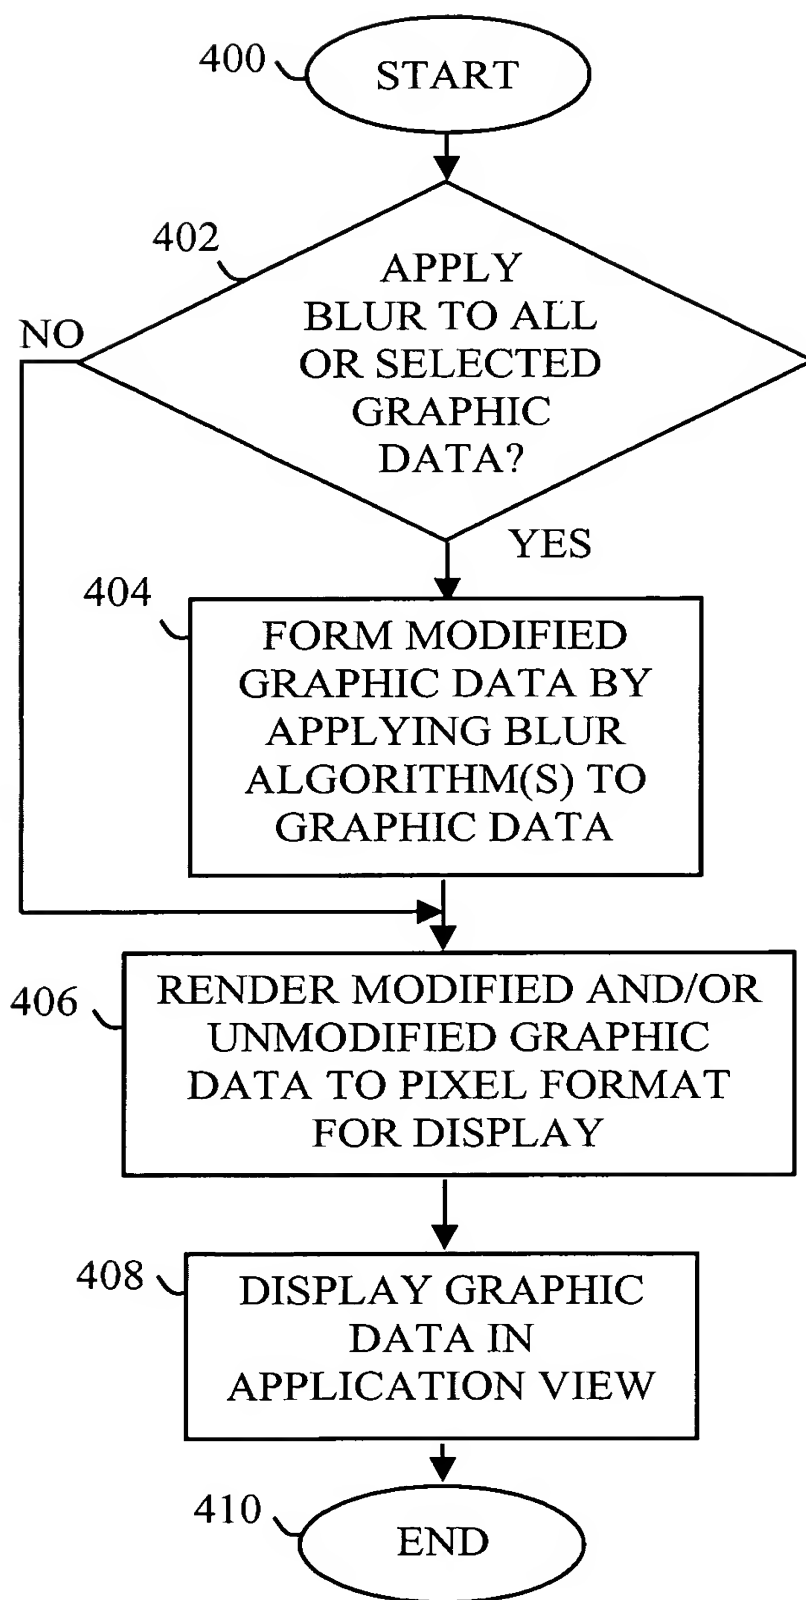 400
START
402
APPLY
BLUR TO ALL
OR SELECTED
GRAPHIC
DATA?
NO
YES
404
FORM MODIFIED
GRAPHIC DATA BY
APPLYING BLUR
ALGORITHM(S) TO
GRAPHIC DATA
406
RENDER MODIFIED AND/OR
UNMODIFIED GRAPHIC
DATA TO PIXEL FORMAT
FOR DISPLAY
408
DISPLAY GRAPHIC
DATA IN
APPLICATION VIEW
410
END